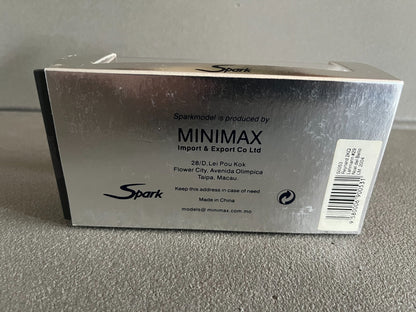 Spark
Sparkmodel is produced by
MINIMAX
Import & Export Co Ltd
28/D, Lei Pou Kok
Flower City, Avenida Olimpica
Taipa, Macau.
Keep this address in case of need
Spark
Made in China
models@minimax.com.mo